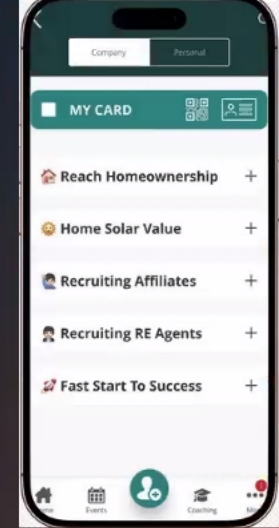 Company
Personal
MY CARD
Reach Homeownership
Home Solar Value
Recruiting Affiliates
Recruiting RE Agents
Fast Start To Success
Events
Coaching